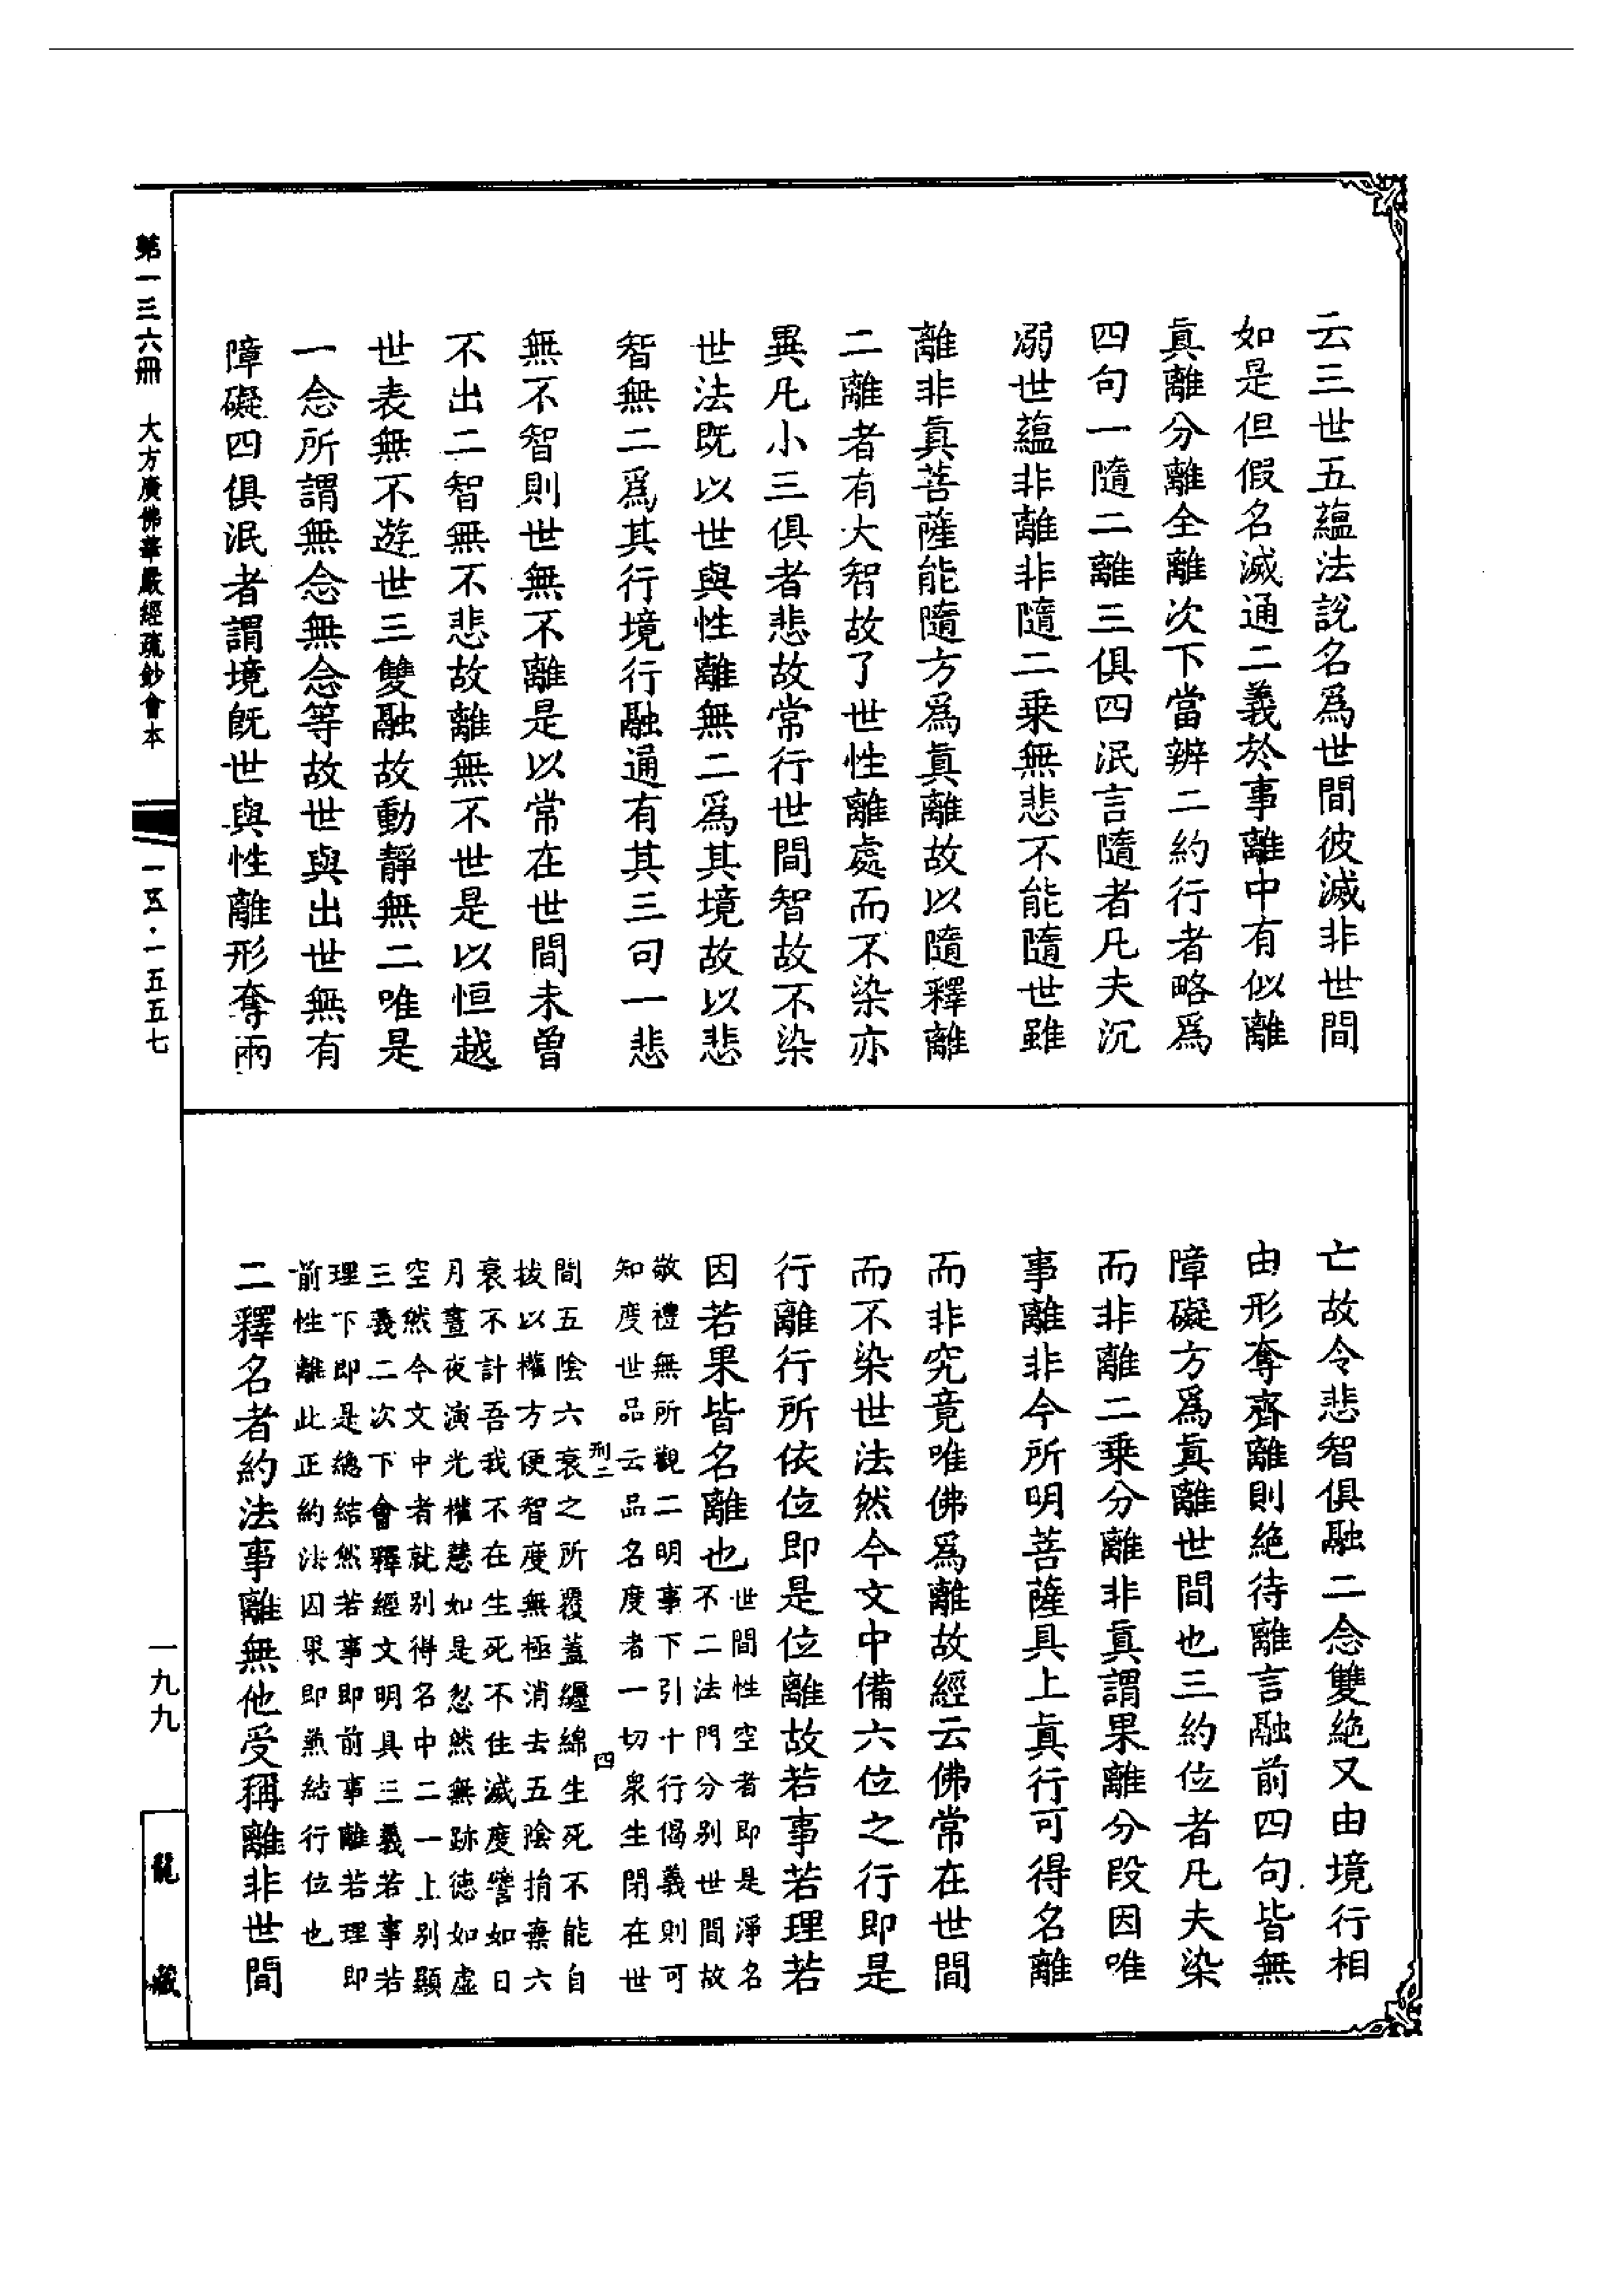 云三世五蘊法說名爲世間彼滅非世間
如是但假名滅通二義於事離中有似離
真離分離全離次下當辨二約行者略爲
四句一隨二離三俱四泯言隨者凡夫沉
溺世蘊非離非隨二乗無悲不能隨世雖
離非真菩薩能隨方爲真離故以隨釋離
二離者有大智故了世性離處而不染亦
異凡小三俱者悲故常行世間智故不染
世法既以世與性離無二爲其境故以悲
智無二爲其行境行融通有其三句一悲
無不智則世無不離是以常在世間未曾
不出二智無不悲故離無不世是以恒越
世表無不遊世三雙融故動靜無二唯是
一念所謂無念無念等故世與出世無有
障礙四俱泯者謂境既世與性離形奪兩
亡故令悲智俱融二念雙絶又由境行相
由形奪齊離則絶待離言融前四句皆無
障礙方爲真離世間也三約位者凡夫染
而非離二乗分離非真謂果離分段因唯
事離非今所明菩薩具上真行可得名離
而非究竟唯佛爲離故經云佛常在世間
而不染世法然今文中備六位之行即是
行離行所依位即是位離故若事若理若
因若果皆名離也世間性空者即是淨名
不二法門分别世間故
敬禮無所觀二明事下引十行偈義則可
知度世品云品名度者一切衆生閉在世
刑二
四
間五陰六衰之所覆蓋纏綿生死不能自
拔以權方便智度無極消去五陰捐棄六
衰不計吾我不在生死不住滅度譬如日
月晝夜演光權慧如是忽然無跡德如虛
空然今文中者就别得名中二一上别顯
三義二次下會釋經文明具三義若事若
理下即是總結然若事即前事離若理即
前性離此正約法因果即兼結行位也
二釋名者約法事離無他受稱離非世間
第一三六冊　大方廣佛華嚴經疏鈔會本
一五·一五五七
一九九
龍藏